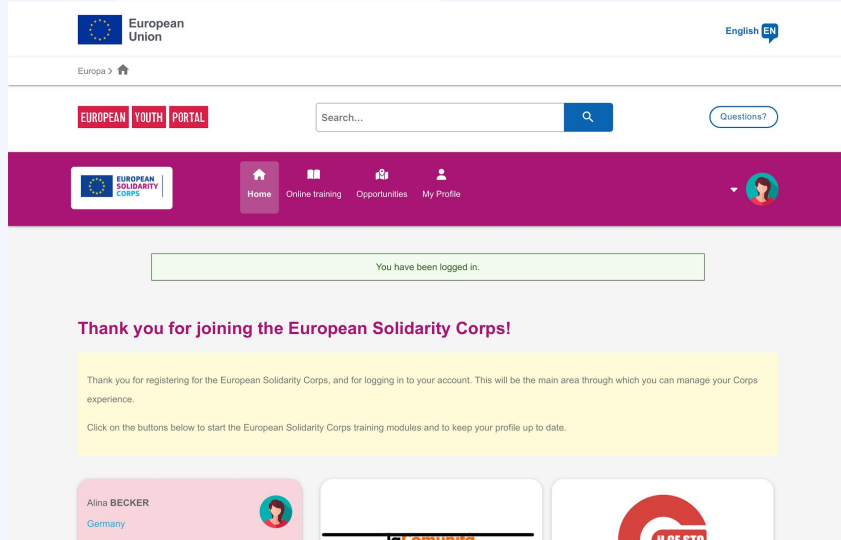 European
Union
English EN
Europa >
EUROPEAN YOUTH PORTAL
Search...
Questions?
EUROPEAN
SOLIDARITY
CORPS
Home
Online training
Opportunities
My Profile
You have been logged in.
Thank you for joining the European Solidarity Corps!
Thank you for registering for the European Solidarity Corps, and for logging in to your account. This will be the main area through which you can manage your Corps
experience.
Click on the buttons below to start the European Solidarity Corps training modules and to keep your profile up to date.
Alina BECKER
Germany